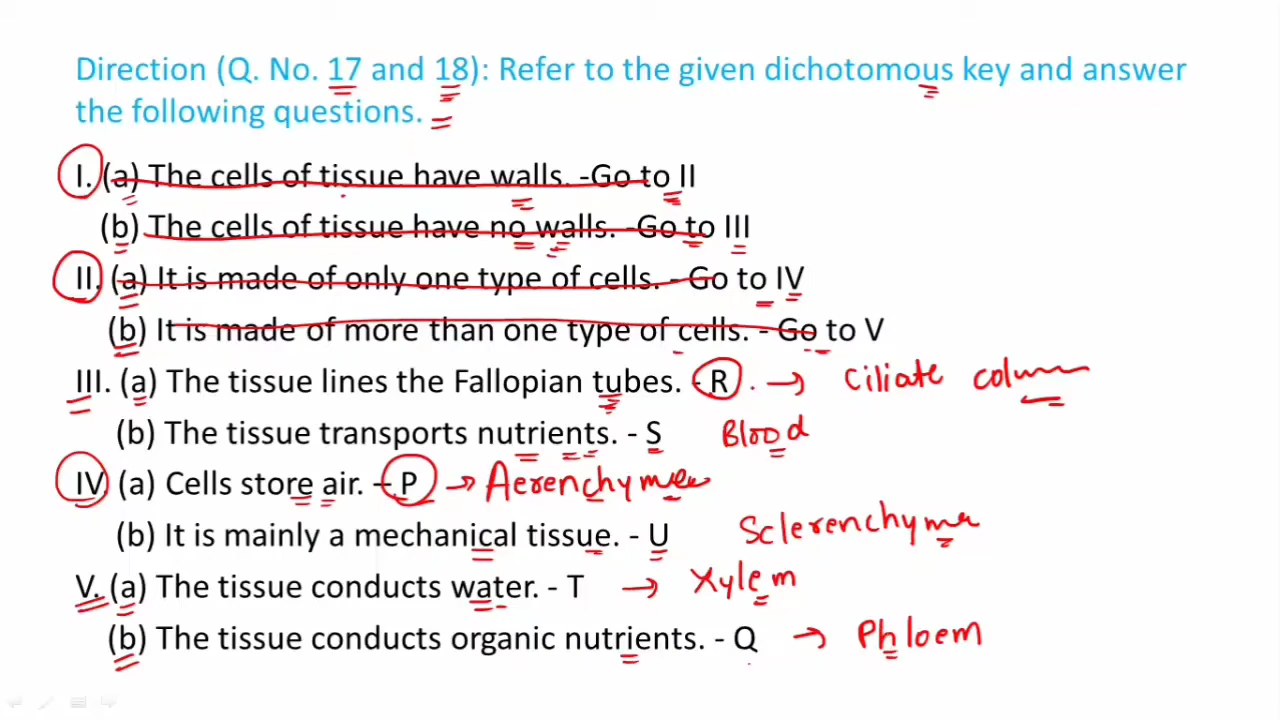 Direction (Q. No. 17 and 18): Refer to the given dichotomous key and answer
the following questions.
I. (a) The cells of tissue have walls. -Go to II
(b) The cells of tissue have no walls. -Go to III
II. (a) It is made of only one type of cells. - Go to IV
(b) It is made of more than one type of cells. - Go to V
III. (a) The tissue lines the Fallopian tubes. - R. → Ciliate
(b) The tissue transports nutrients. - S Blood
IV. (a) Cells store air. – P → Aerenchyma
(b) It is mainly a mechanical tissue. - U Sclerenchyma
V. (a) The tissue conducts water. - T → Xylem
(b) The tissue conducts organic nutrients. - Q → Phloem